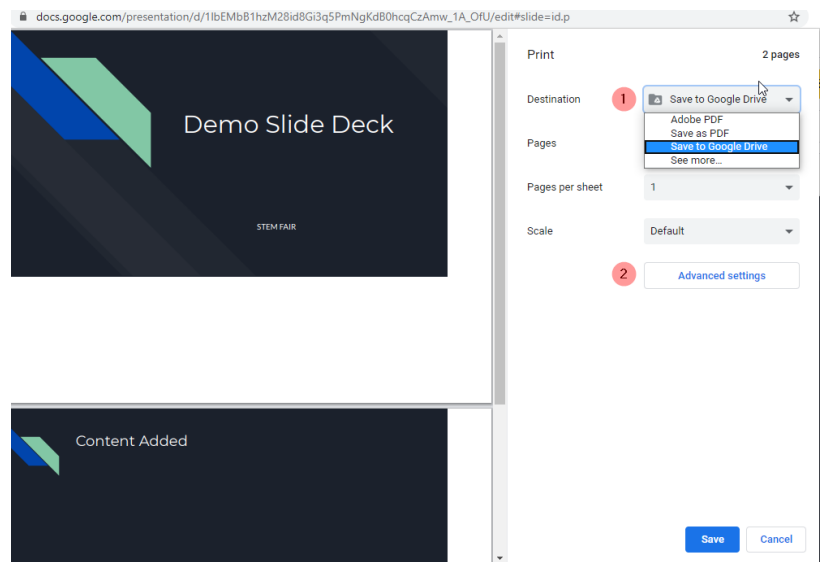 docs.google.com/presentation/d/1IbEMbB1hzM28id8Gi3q5PmNgKdB0hcqCzAmw_1A_OfU/edit#slide=id.p
Demo Slide Deck
STEM FAIR
Content Added
Print 2 pages
Destination 1 Save to Google Drive
Adobe PDF
Save as PDF
Save to Google Drive
See more...
Pages
Pages per sheet 1
Scale Default
2 Advanced settings
Save Cancel